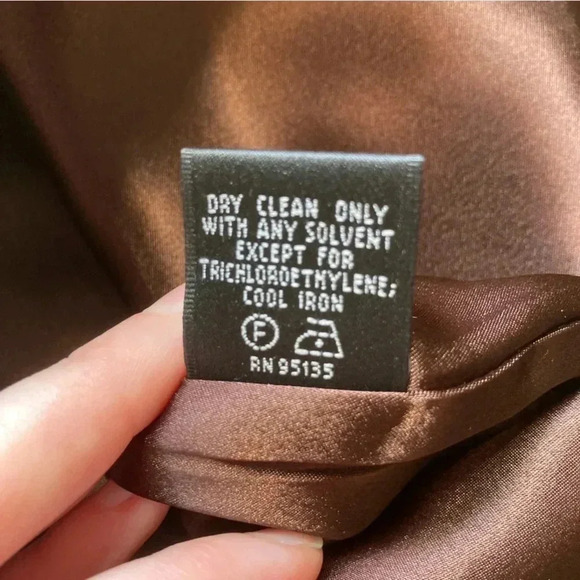 DRY CLEAN ONLY
WITH ANY SOLVENT
EXCEPT FOR
TRICHLOROETHYLENE;
COOL IRON
F
RN 95135